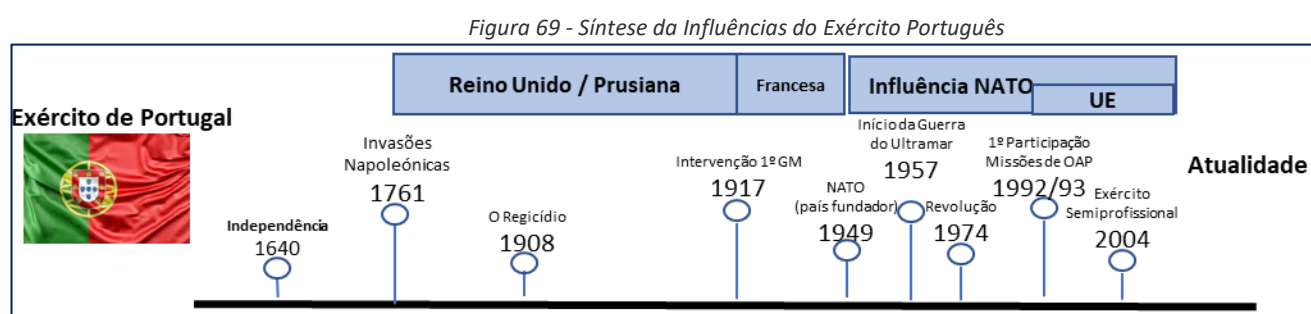 Figura 69 - Síntese da Influências do Exército Português
Reino Unido / Prusiana
Francesa
Influência NATO
UE
Exército de Portugal
Atualidade
Independência
1640
Invasões
Napoleónicas
1761
O Regicídio
1908
Intervenção 1º GM
1917
NATO
(país fundador)
1949
Início da Guerra
do Ultramar
1957
Revolução
1974
1º Participação
Missões de OAP
1992/93
Exército
Semiprofissional
2004